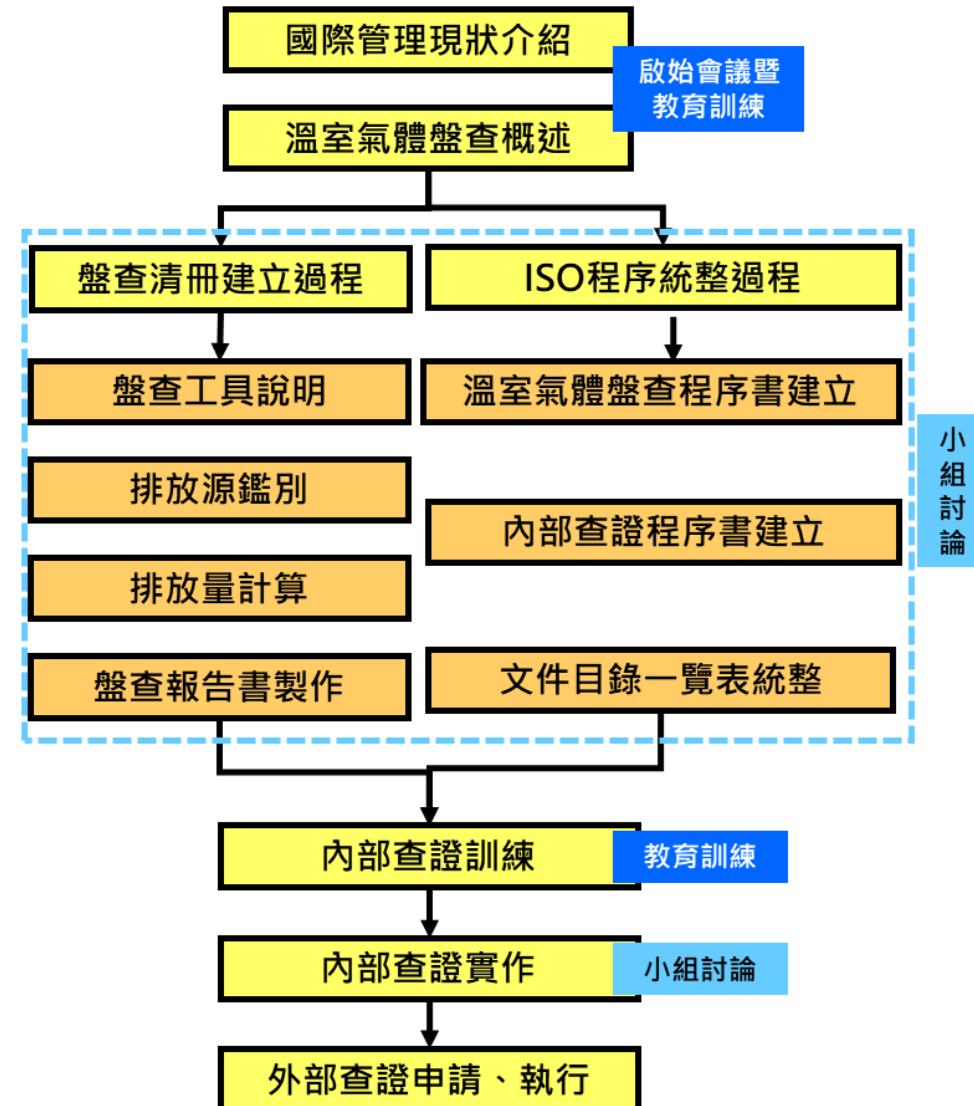 國際管理現狀介紹
啟始會議暨
教育訓練
溫室氣體盤查概述
盤查清冊建立過程
ISO程序統整過程
盤查工具說明
溫室氣體盤查程序書建立
排放源鑑別
內部查證程序書建立
排放量計算
盤查報告書製作
文件目錄一覽表統整
小組討論
內部查證訓練
教育訓練
內部查證實作
小組討論
外部查證申請、執行